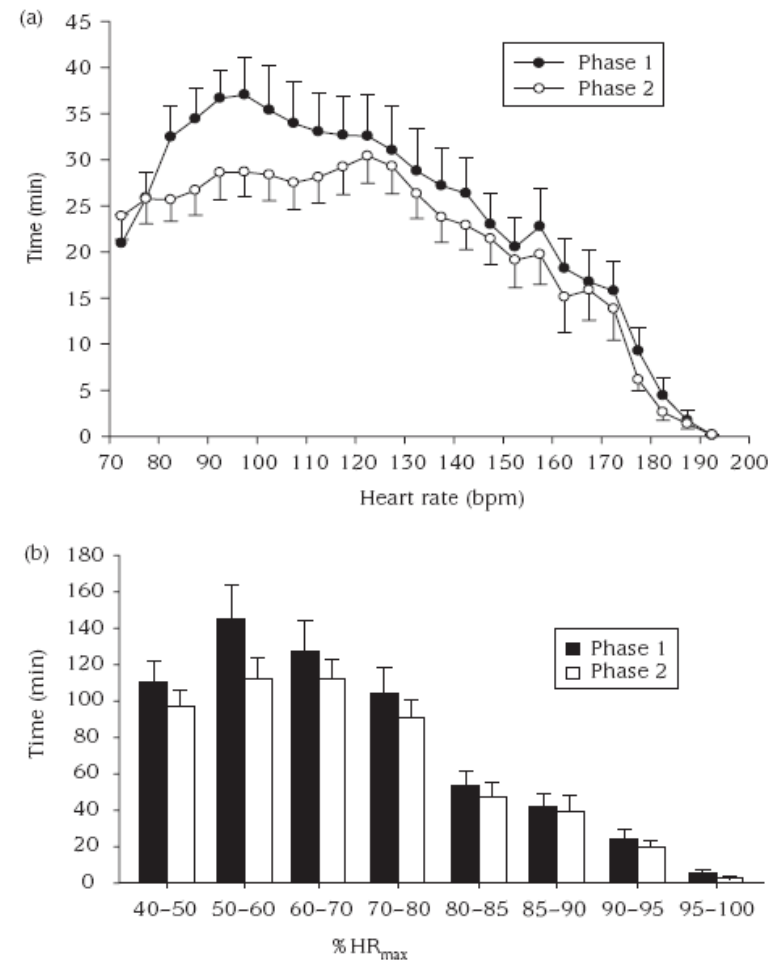 (a)
45
40
35
30
25
20
15
10
5
0
Time (min)
Phase 1
Phase 2
70 80 90 100 110 120 130 140 150 160 170 180 190 200
Heart rate (bpm)
(b)
180
160
140
120
100
80
60
40
20
0
Time (min)
Phase 1
Phase 2
40–50 50–60 60–70 70–80 80–85 85–90 90–95 95–100
%HRmax